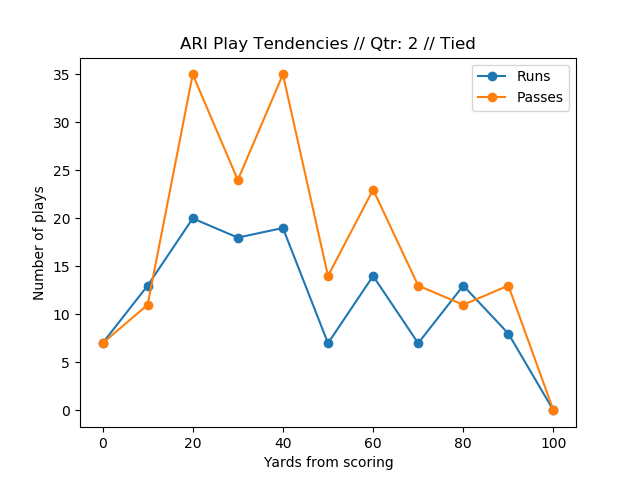 ARI Play Tendencies // Qtr: 2 // Tied
Runs
Passes
Number of plays
35
30
25
20
15
10
5
0
0 20 40 60 80 100
Yards from scoring